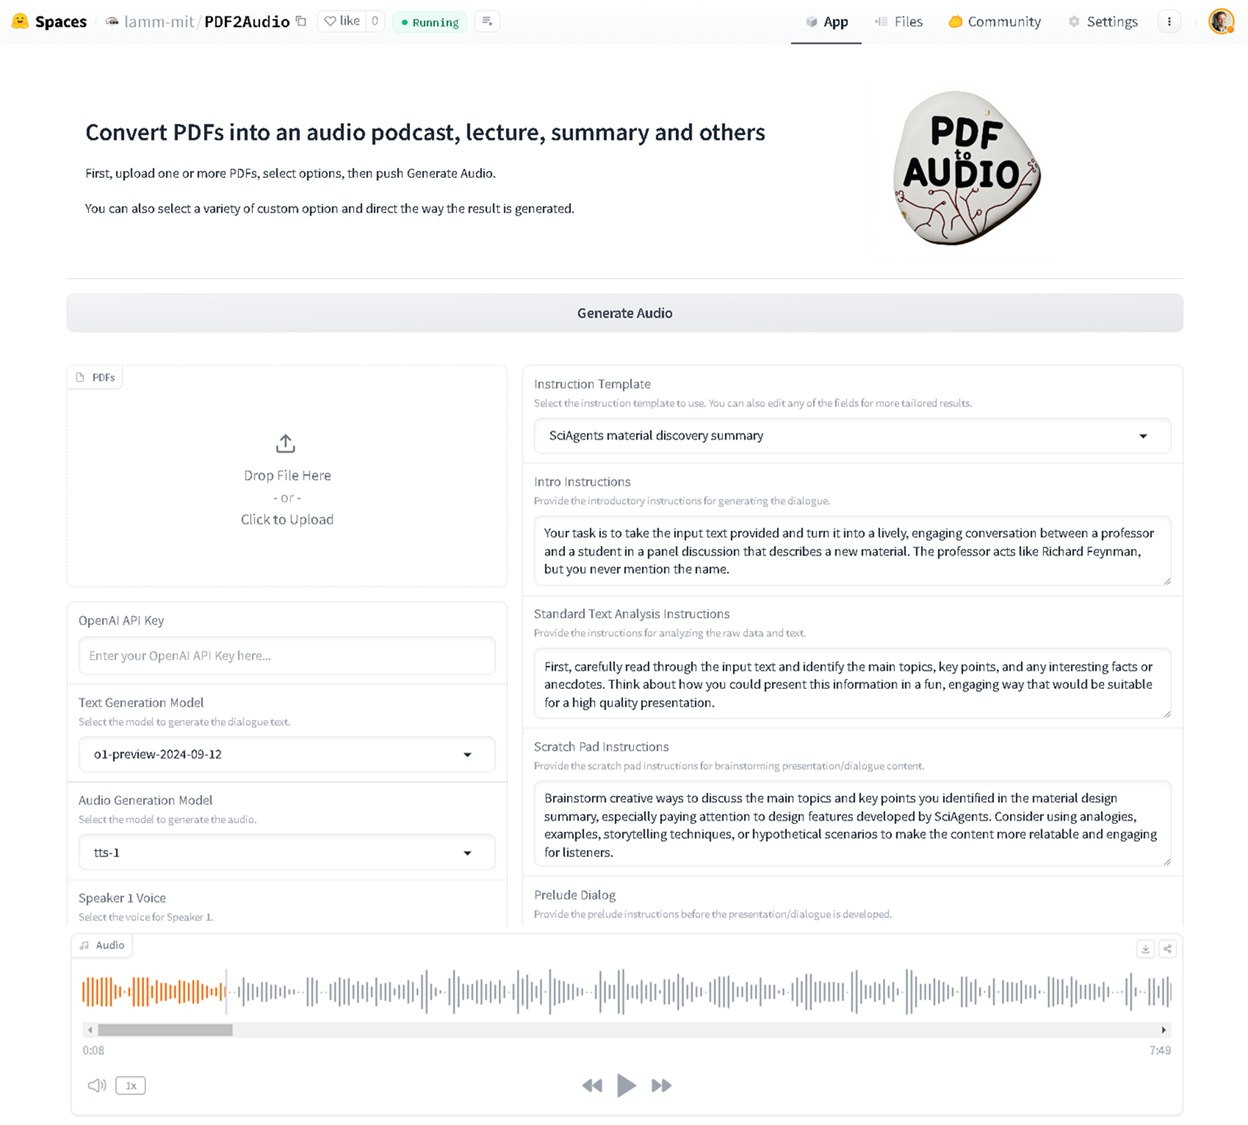 Spaces lamm-mit/PDF2Audio like 0 Running App Files Community Settings
Convert PDFs into an audio podcast, lecture, summary and others
First, upload one or more PDFs, select options, then push Generate Audio.
You can also select a variety of custom option and direct the way the result is generated.
PDF
to
AUDIO
Generate Audio
PDFs
Drop File Here
- or -
Click to Upload
OpenAI API Key
Enter your OpenAI API Key here...
Text Generation Model
Select the model to generate the dialogue text.
o1-preview-2024-09-12
Audio Generation Model
Select the model to generate the audio.
tts-1
Speaker 1 Voice
Select the voice for Speaker 1.
Instruction Template
Select the instruction template to use. You can also edit any of the fields for more tailored results.
SciAgents material discovery summary
Intro Instructions
Provide the introductory instructions for generating the dialogue.
Your task is to take the input text provided and turn it into a lively, engaging conversation between a professor
and a student in a panel discussion that describes a new material. The professor acts like Richard Feynman,
but you never mention the name.
Standard Text Analysis Instructions
Provide the instructions for analyzing the raw data and text.
First, carefully read through the input text and identify the main topics, key points, and any interesting facts or
anecdotes. Think about how you could present this information in a fun, engaging way that would be suitable
for a high quality presentation.
Scratch Pad Instructions
Provide the scratch pad instructions for brainstorming presentation/dialogue content.
Brainstorm creative ways to discuss the main topics and key points you identified in the material design
summary, especially paying attention to design features developed by SciAgents. Consider using analogies,
examples, storytelling techniques, or hypothetical scenarios to make the content more relatable and engaging
for listeners.
Prelude Dialog
Provide the prelude instructions before the presentation/dialogue is developed.
Audio
0:08 7:49
1x